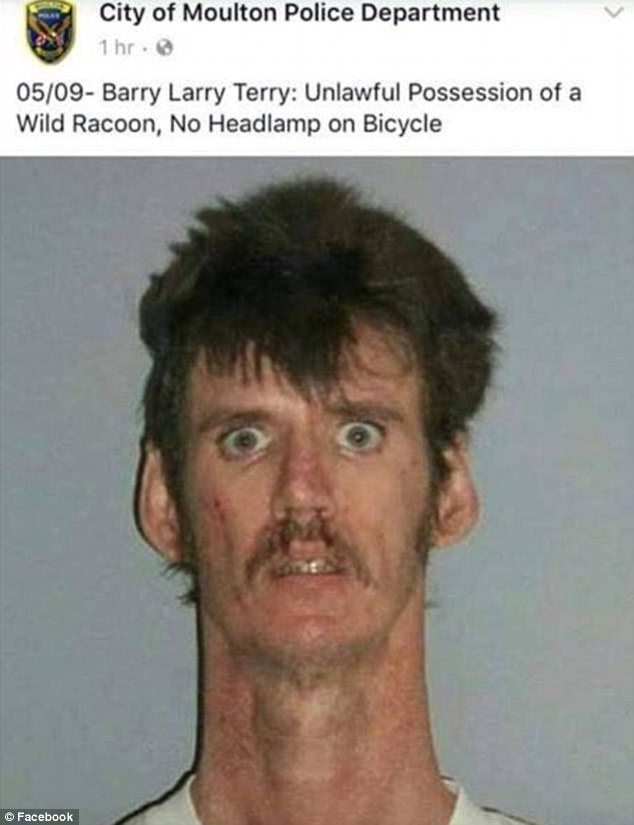 City of Moulton Police Department
1 hr ·
05/09- Barry Larry Terry: Unlawful Possession of a
Wild Racoon, No Headlamp on Bicycle
© Facebook